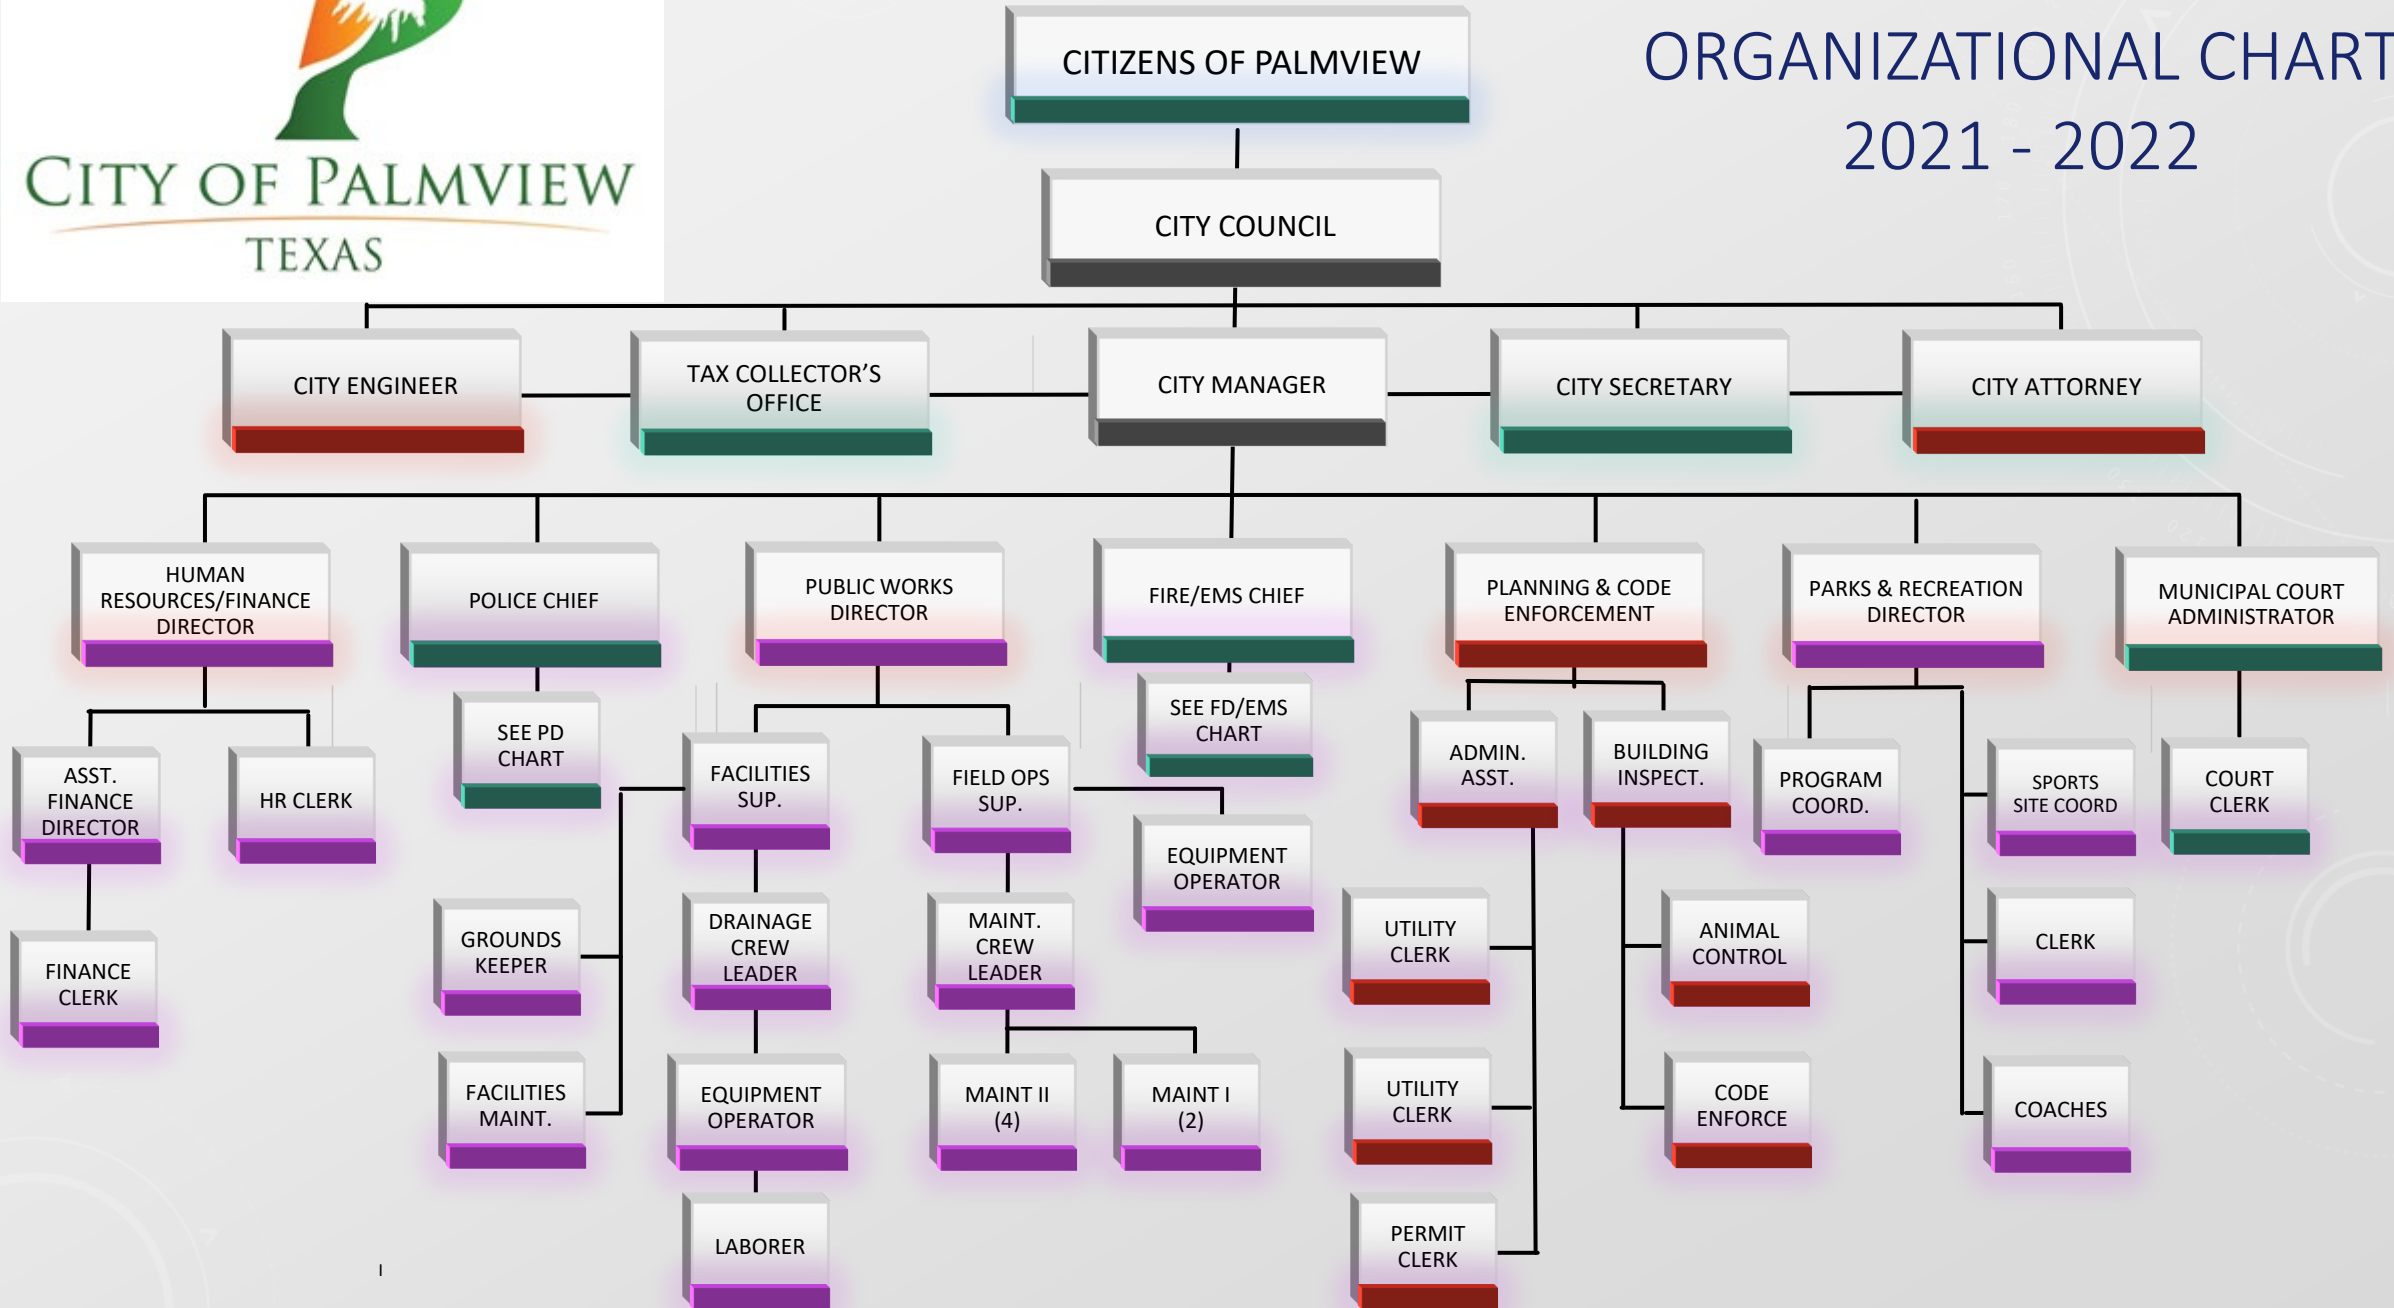 CITY OF PALMVIEW
TEXAS
ORGANIZATIONAL CHART
2021 - 2022
CITIZENS OF PALMVIEW
CITY COUNCIL
CITY ENGINEER
TAX COLLECTOR'S
OFFICE
CITY MANAGER
CITY SECRETARY
CITY ATTORNEY
HUMAN
RESOURCES/FINANCE
DIRECTOR
POLICE CHIEF
PUBLIC WORKS
DIRECTOR
FIRE/EMS CHIEF
PLANNING & CODE
ENFORCEMENT
PARKS & RECREATION
DIRECTOR
MUNICIPAL COURT
ADMINISTRATOR
ASST.
FINANCE
DIRECTOR
HR CLERK
SEE PD
CHART
FACILITIES
SUP.
FIELD OPS
SUP.
SEE FD/EMS
CHART
ADMIN.
ASST.
BUILDING
INSPECT.
PROGRAM
COORD.
SPORTS
SITE COORD
COURT
CLERK
EQUIPMENT
OPERATOR
FINANCE
CLERK
GROUNDS
KEEPER
DRAINAGE
CREW
LEADER
MAINT.
CREW
LEADER
UTILITY
CLERK
ANIMAL
CONTROL
CLERK
FACILITIES
MAINT.
EQUIPMENT
OPERATOR
MAINT II
(4)
MAINT I
(2)
UTILITY
CLERK
CODE
ENFORCE
COACHES
LABORER
PERMIT
CLERK